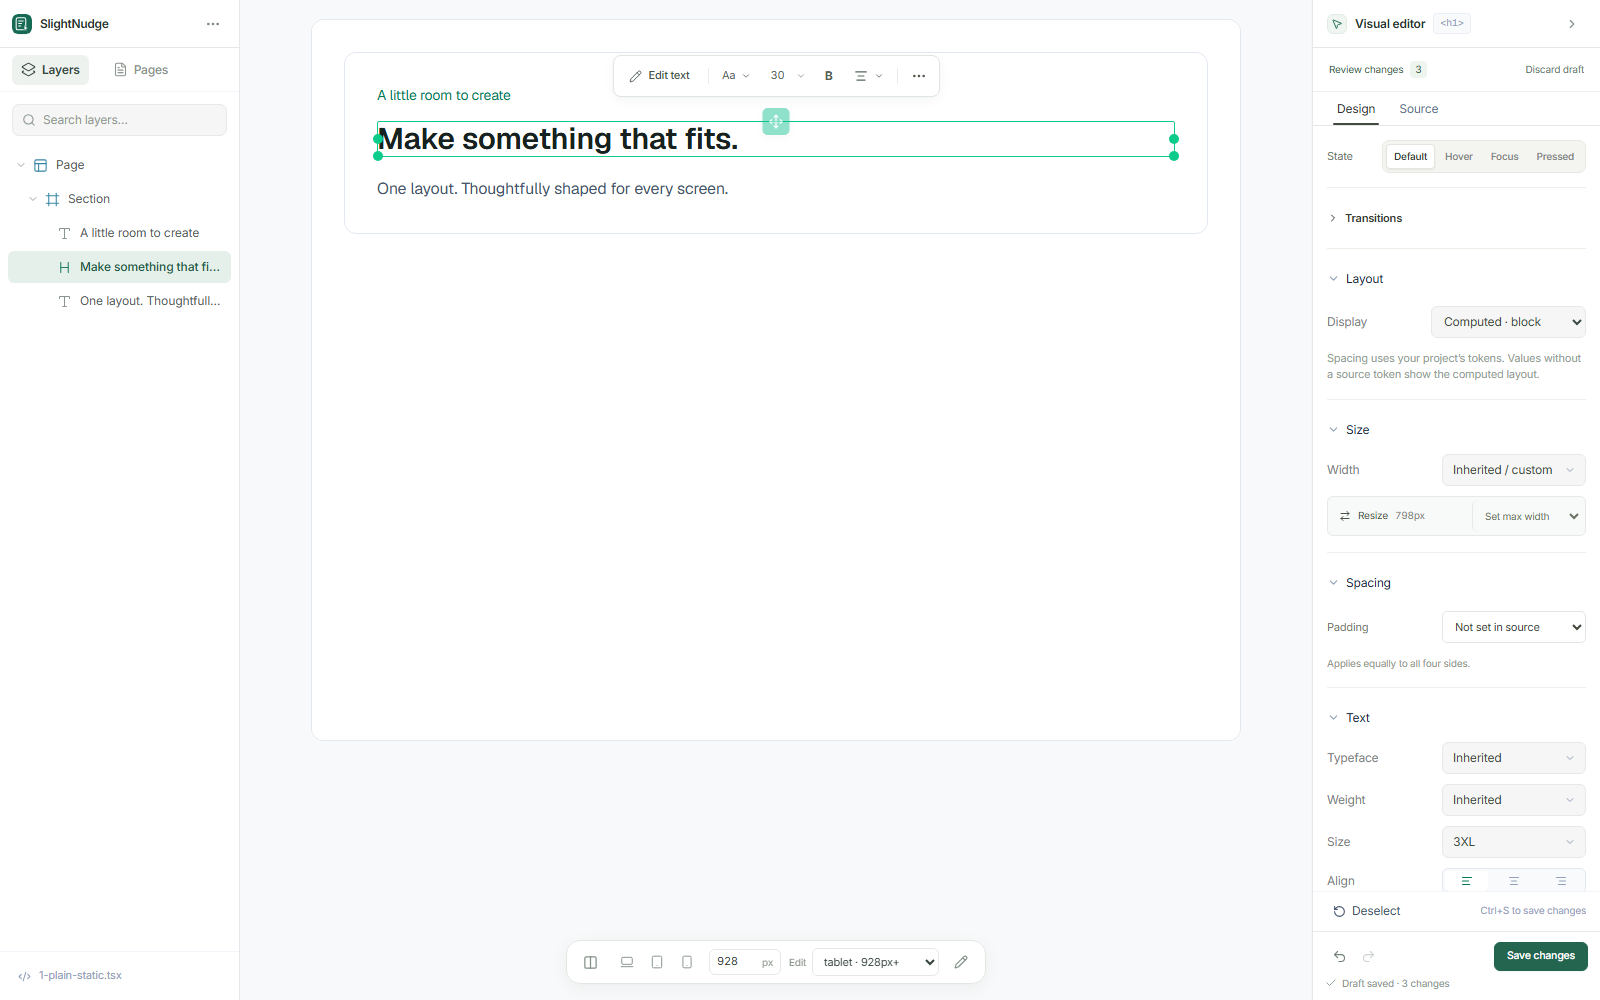 SlightNudge
Layers
Pages
Search layers...
Page
Section
A little room to create
Make something that fi...
One layout. Thoughtfull...
1-plain-static.tsx
Edit text
Aa
30
B
A little room to create
Make something that fits.
One layout. Thoughtfully shaped for every screen.
928
px
Edit
tablet · 928px+
Visual editor
<h1>
Review changes
3
Discard draft
Design
Source
State
Default
Hover
Focus
Pressed
Transitions
Layout
Display
Computed · block
Spacing uses your project's tokens. Values without
a source token show the computed layout.
Size
Width
Inherited / custom
Resize
798px
Set max width
Spacing
Padding
Not set in source
Applies equally to all four sides.
Text
Typeface
Inherited
Weight
Inherited
Size
3XL
Align
Deselect
Ctrl+S to save changes
Save changes
Draft saved · 3 changes